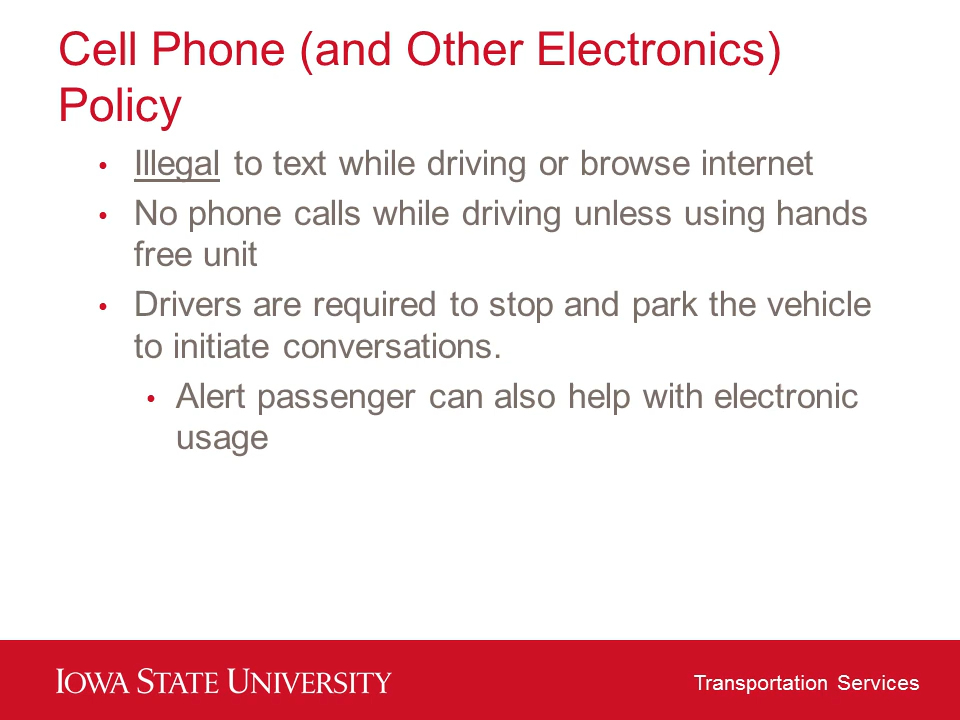 Cell Phone (and Other Electronics)
Policy
• Illegal to text while driving or browse internet
• No phone calls while driving unless using hands
free unit
• Drivers are required to stop and park the vehicle
to initiate conversations.
• Alert passenger can also help with electronic
usage
IOWA STATE UNIVERSITY
Transportation Services